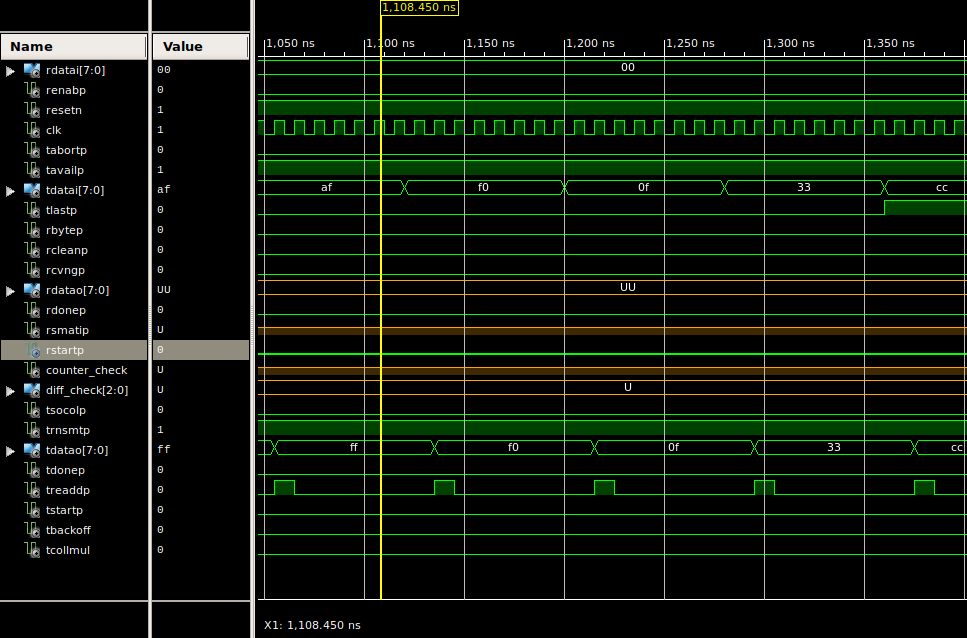 1,108.450 ns
Name Value
1,050 ns 1,100 ns 1,150 ns 1,200 ns 1,250 ns 1,300 ns 1,350 ns
rdatai[7:0] 00 00
renabp 0
resetn 1
clk 1
tabortp 0
tavailp 1
tdatai[7:0] af af f0 0f 33 cc
tlastp 0
rbytep 0
rcleanp 0
rcvngp 0
rdatao[7:0] UU UU
rdonep 0
rsmatip U
rstartp 0
counter_check U
diff_check[2:0] U U
tsocolp 0
trnsmtp 1
tdatao[7:0] ff ff f0 0f 33 cc
tdonep 0
treaddp 0
tstartp 0
tbackoff 0
tcollmul 0
X1: 1,108.450 ns